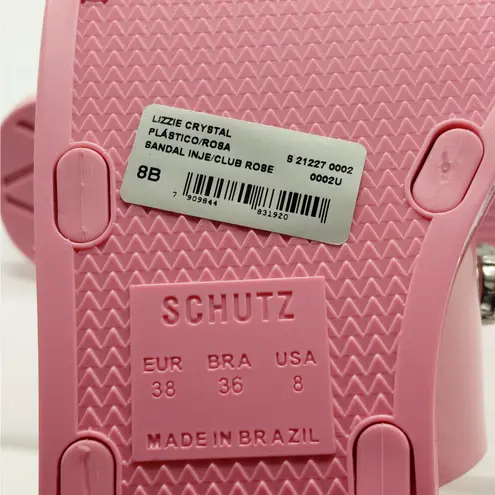 LIZZIE CRYSTAL
PLÁSTICO/ROSA S 21227 0002
SANDAL INJE/CLUB ROSE 0002U
8B
7 909844 831920
SCHUTZ
EUR BRA USA
38 36 8
MADE IN BRAZIL